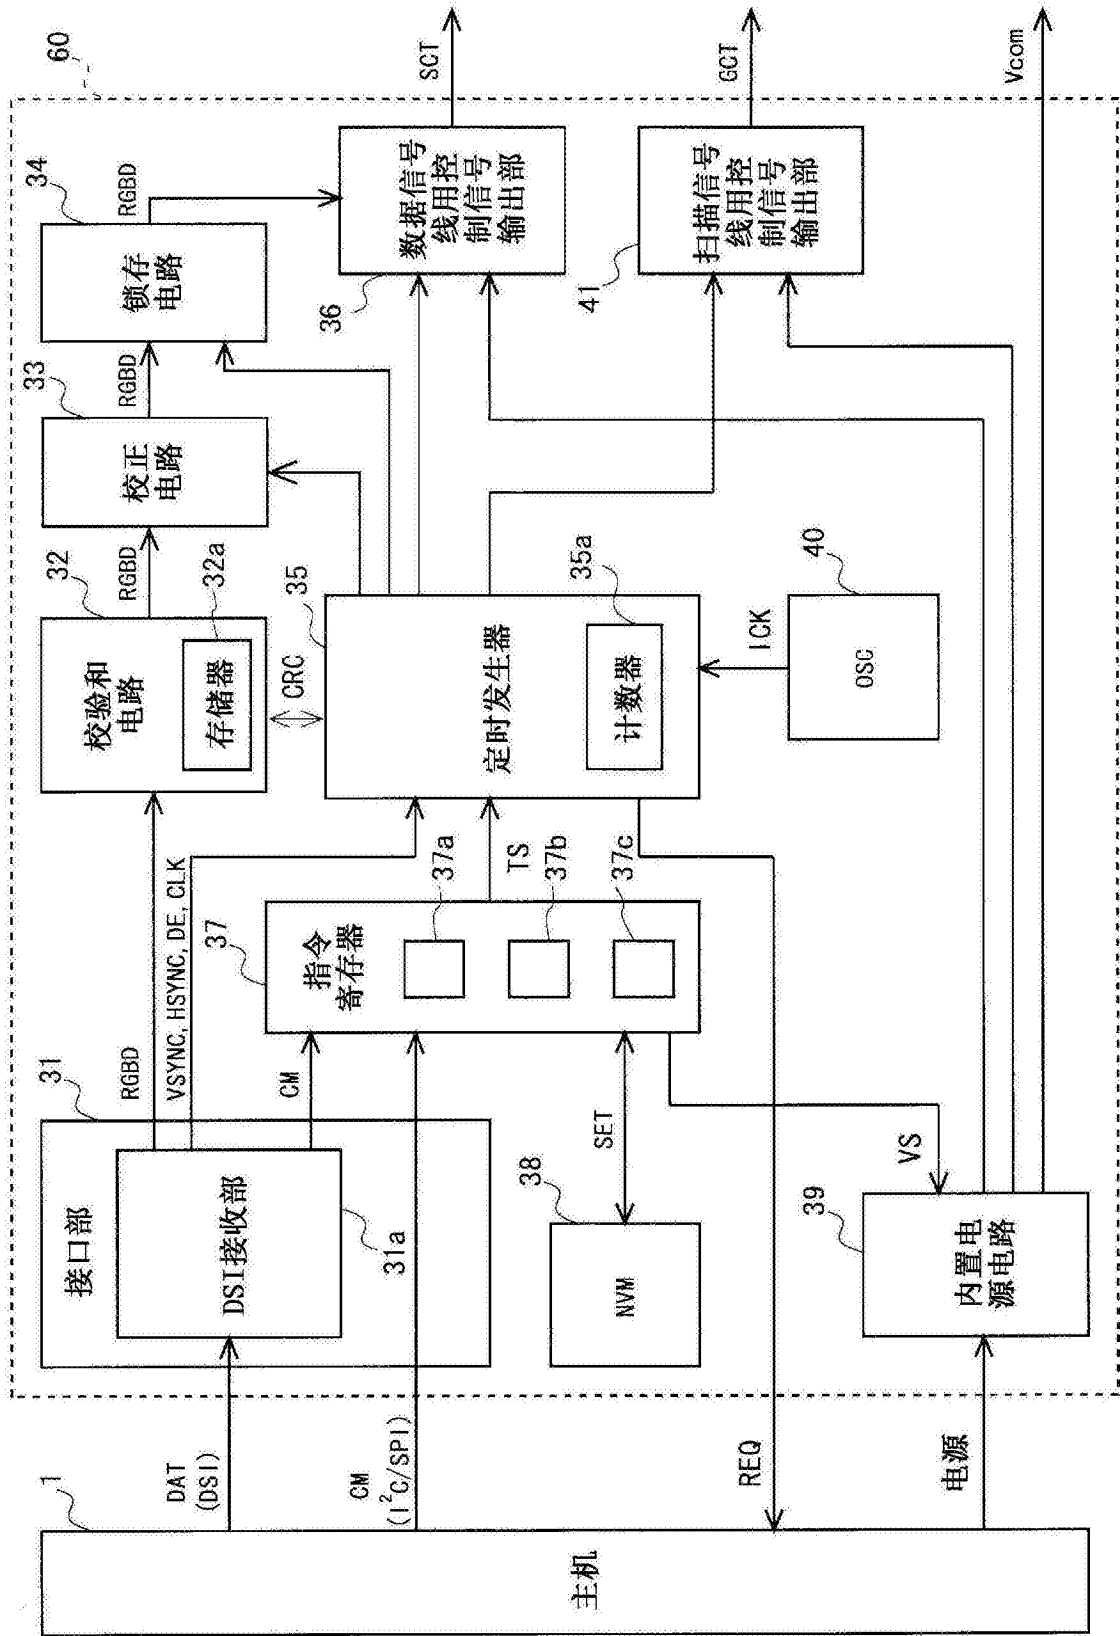 60
SCT
GCT
Vcom
34
RGBD
锁存
电路
数据信号
线用控
制信号
输出部
36
扫描信号
线用控
制信号
输出部
41
33
RGBD
校正
电路
RGBD
32
校验和
电路
32a
存储器
CRC
35
定时发生器
35a
计数器
ICK
40
OSC
RGBD
VSYNC, HSYNC, DE, CLK
CM
37
指令
寄存器
37a
TS
37b
37c
31
接口部
DSI接收部
31a
SET
38
NVM
VS
39
内置电
源电路
DAT
(DSI)
CM
(I²C/SPI)
REQ
电源
1
主机